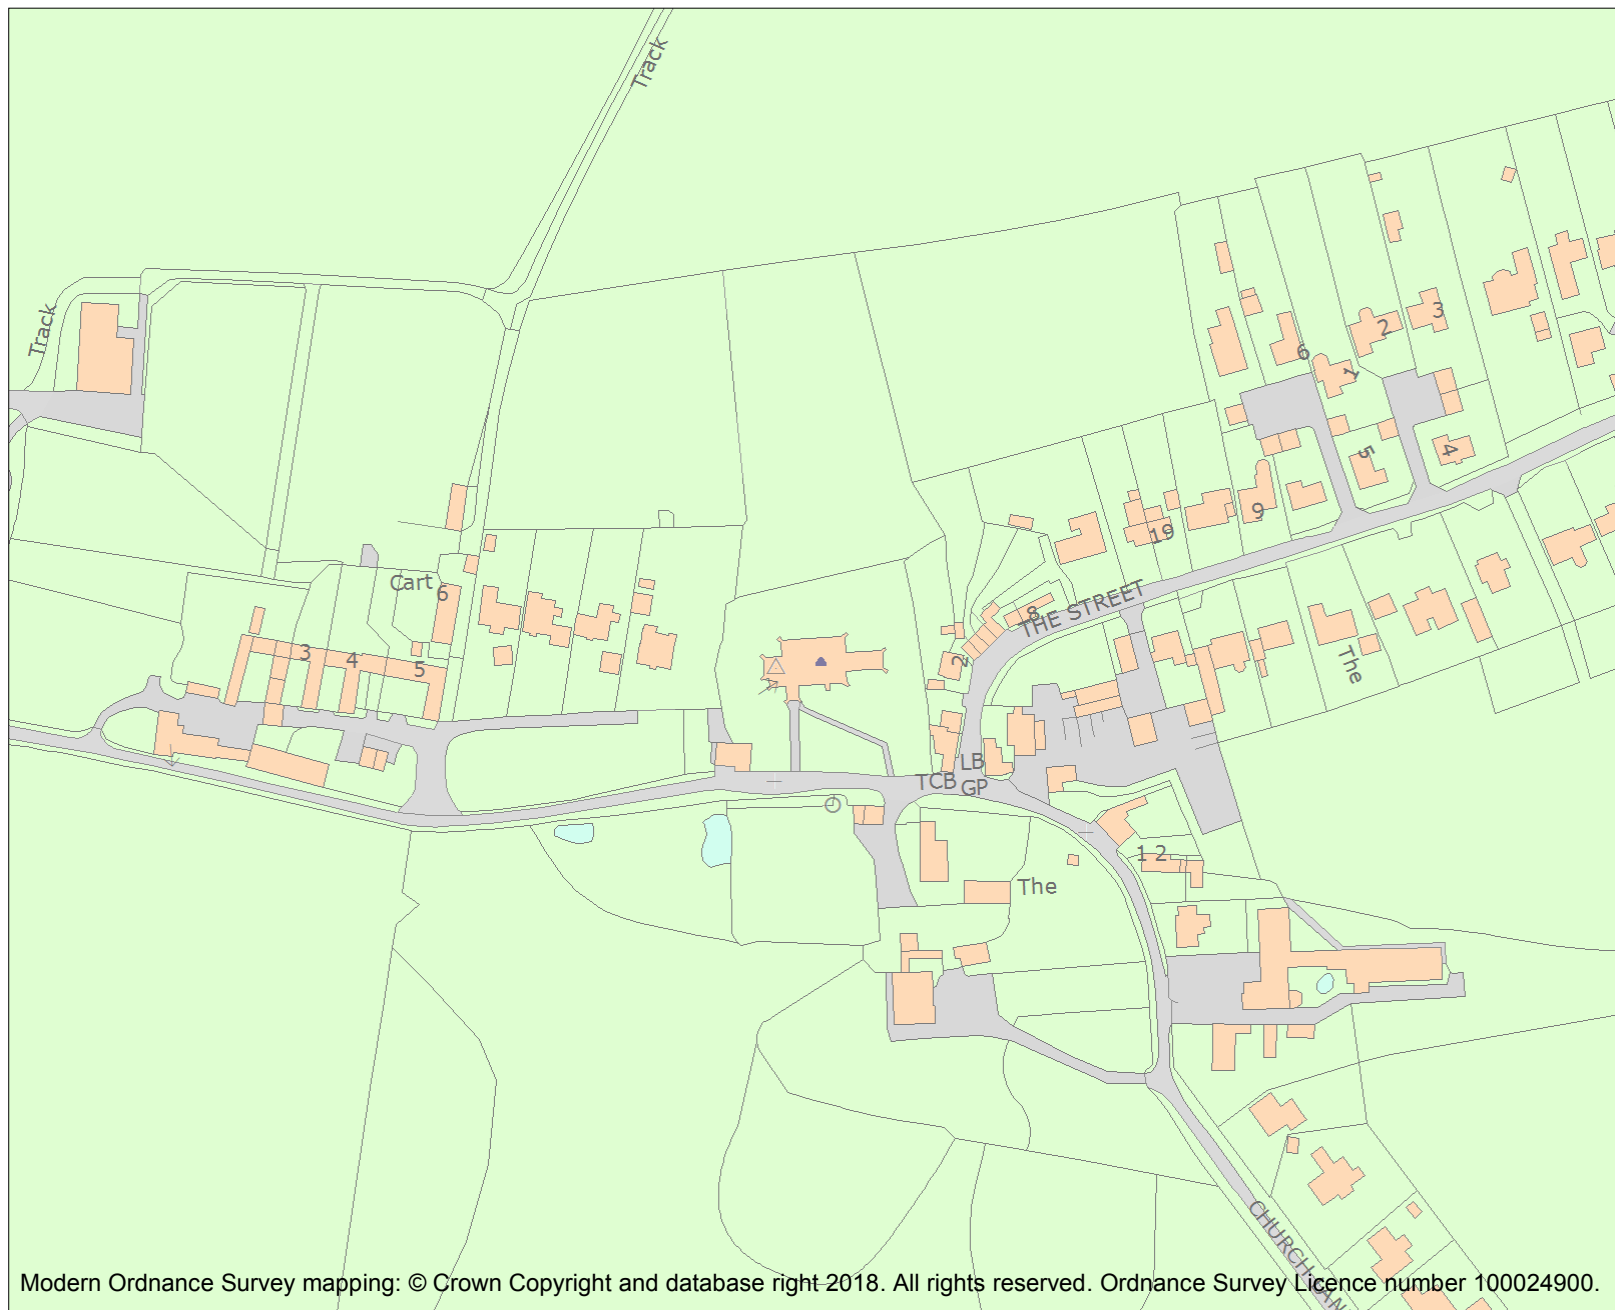 Track
Track
3
2
6
1
5
4
9
19
Cart
6
8
THE STREET
3
4
5
2
The
LB
TCB
GP
1 2
The
CHURCH LAN
Modern Ordnance Survey mapping: © Crown Copyright and database right 2018. All rights reserved. Ordnance Survey Licence number 100024900.